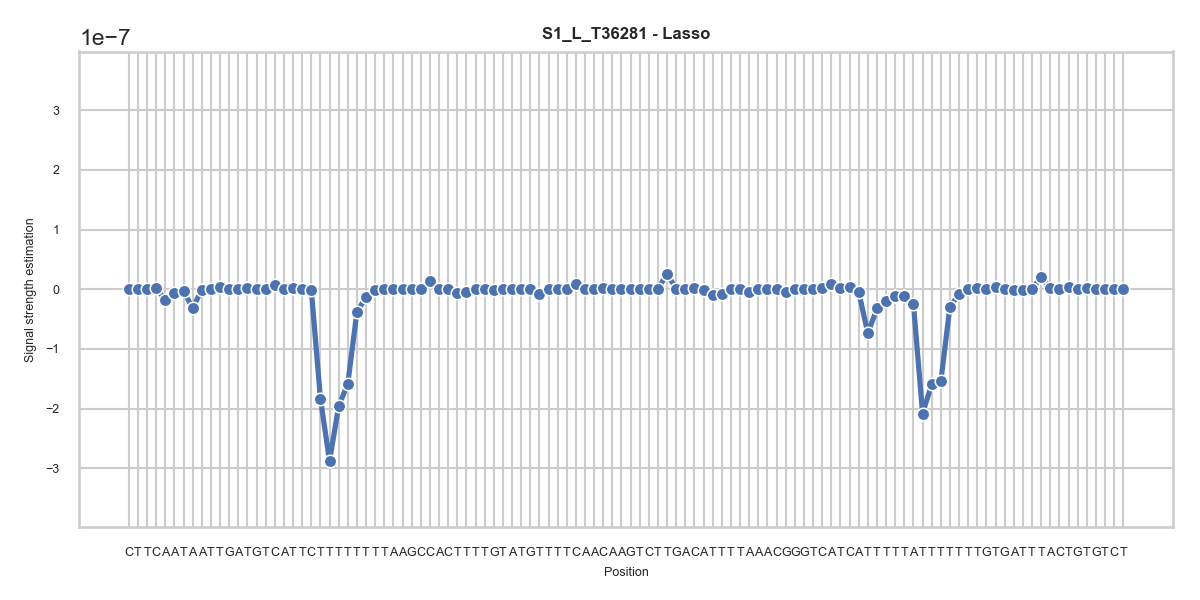 1e−7
S1_L_T36281 - Lasso
3
2
1
0
−1
−2
−3
Signal strength estimation
CTTCAATAATTGATGTCATTCTTTTTTTTAAGCCACTTTTGTATGTTTTCAACAAGTCTTGACATTTTAAACGGGTCATCATTTTTATTTTTTTGTGATTTACTGTGTCT
Position